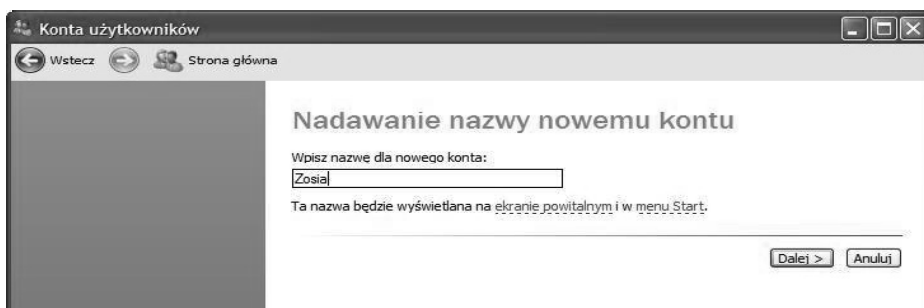 Konta użytkowników
Wstecz Strona główna
Nadawanie nazwy nowemu kontu
Wpisz nazwę dla nowego konta:
Zosia
Ta nazwa będzie wyświetlana na ekranie powitalnym i w menu Start.
Dalej > Anuluj